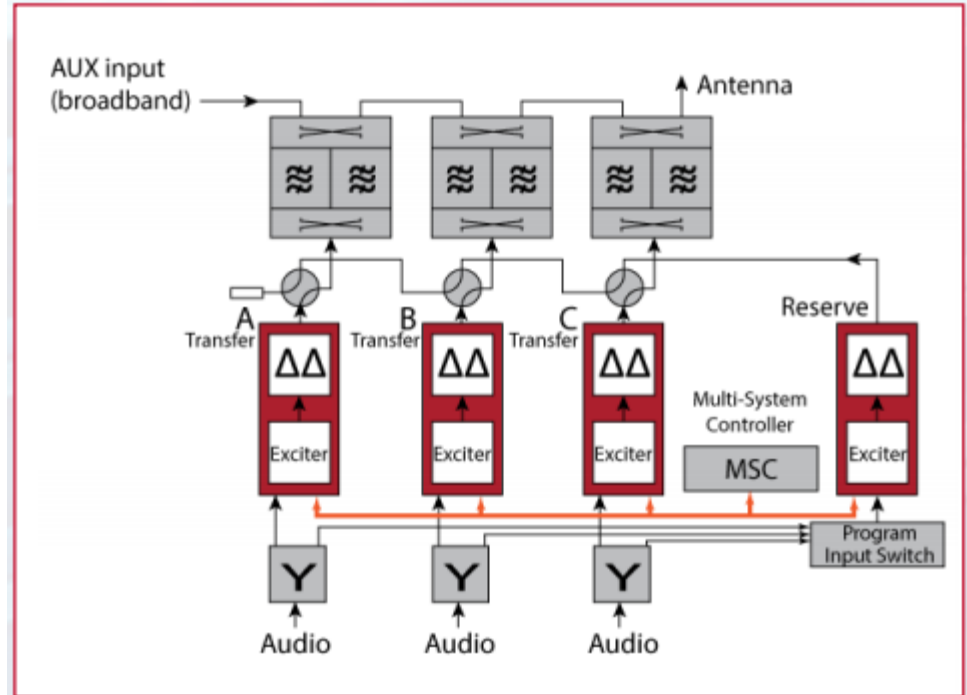 AUX input
(broadband)
Antenna
A
Transfer
B
Transfer
C
Transfer
Reserve
ΔΔ
ΔΔ
ΔΔ
ΔΔ
Multi-System
Controller
MSC
Exciter
Exciter
Exciter
Exciter
Program
Input Switch
Y
Y
Y
Audio
Audio
Audio